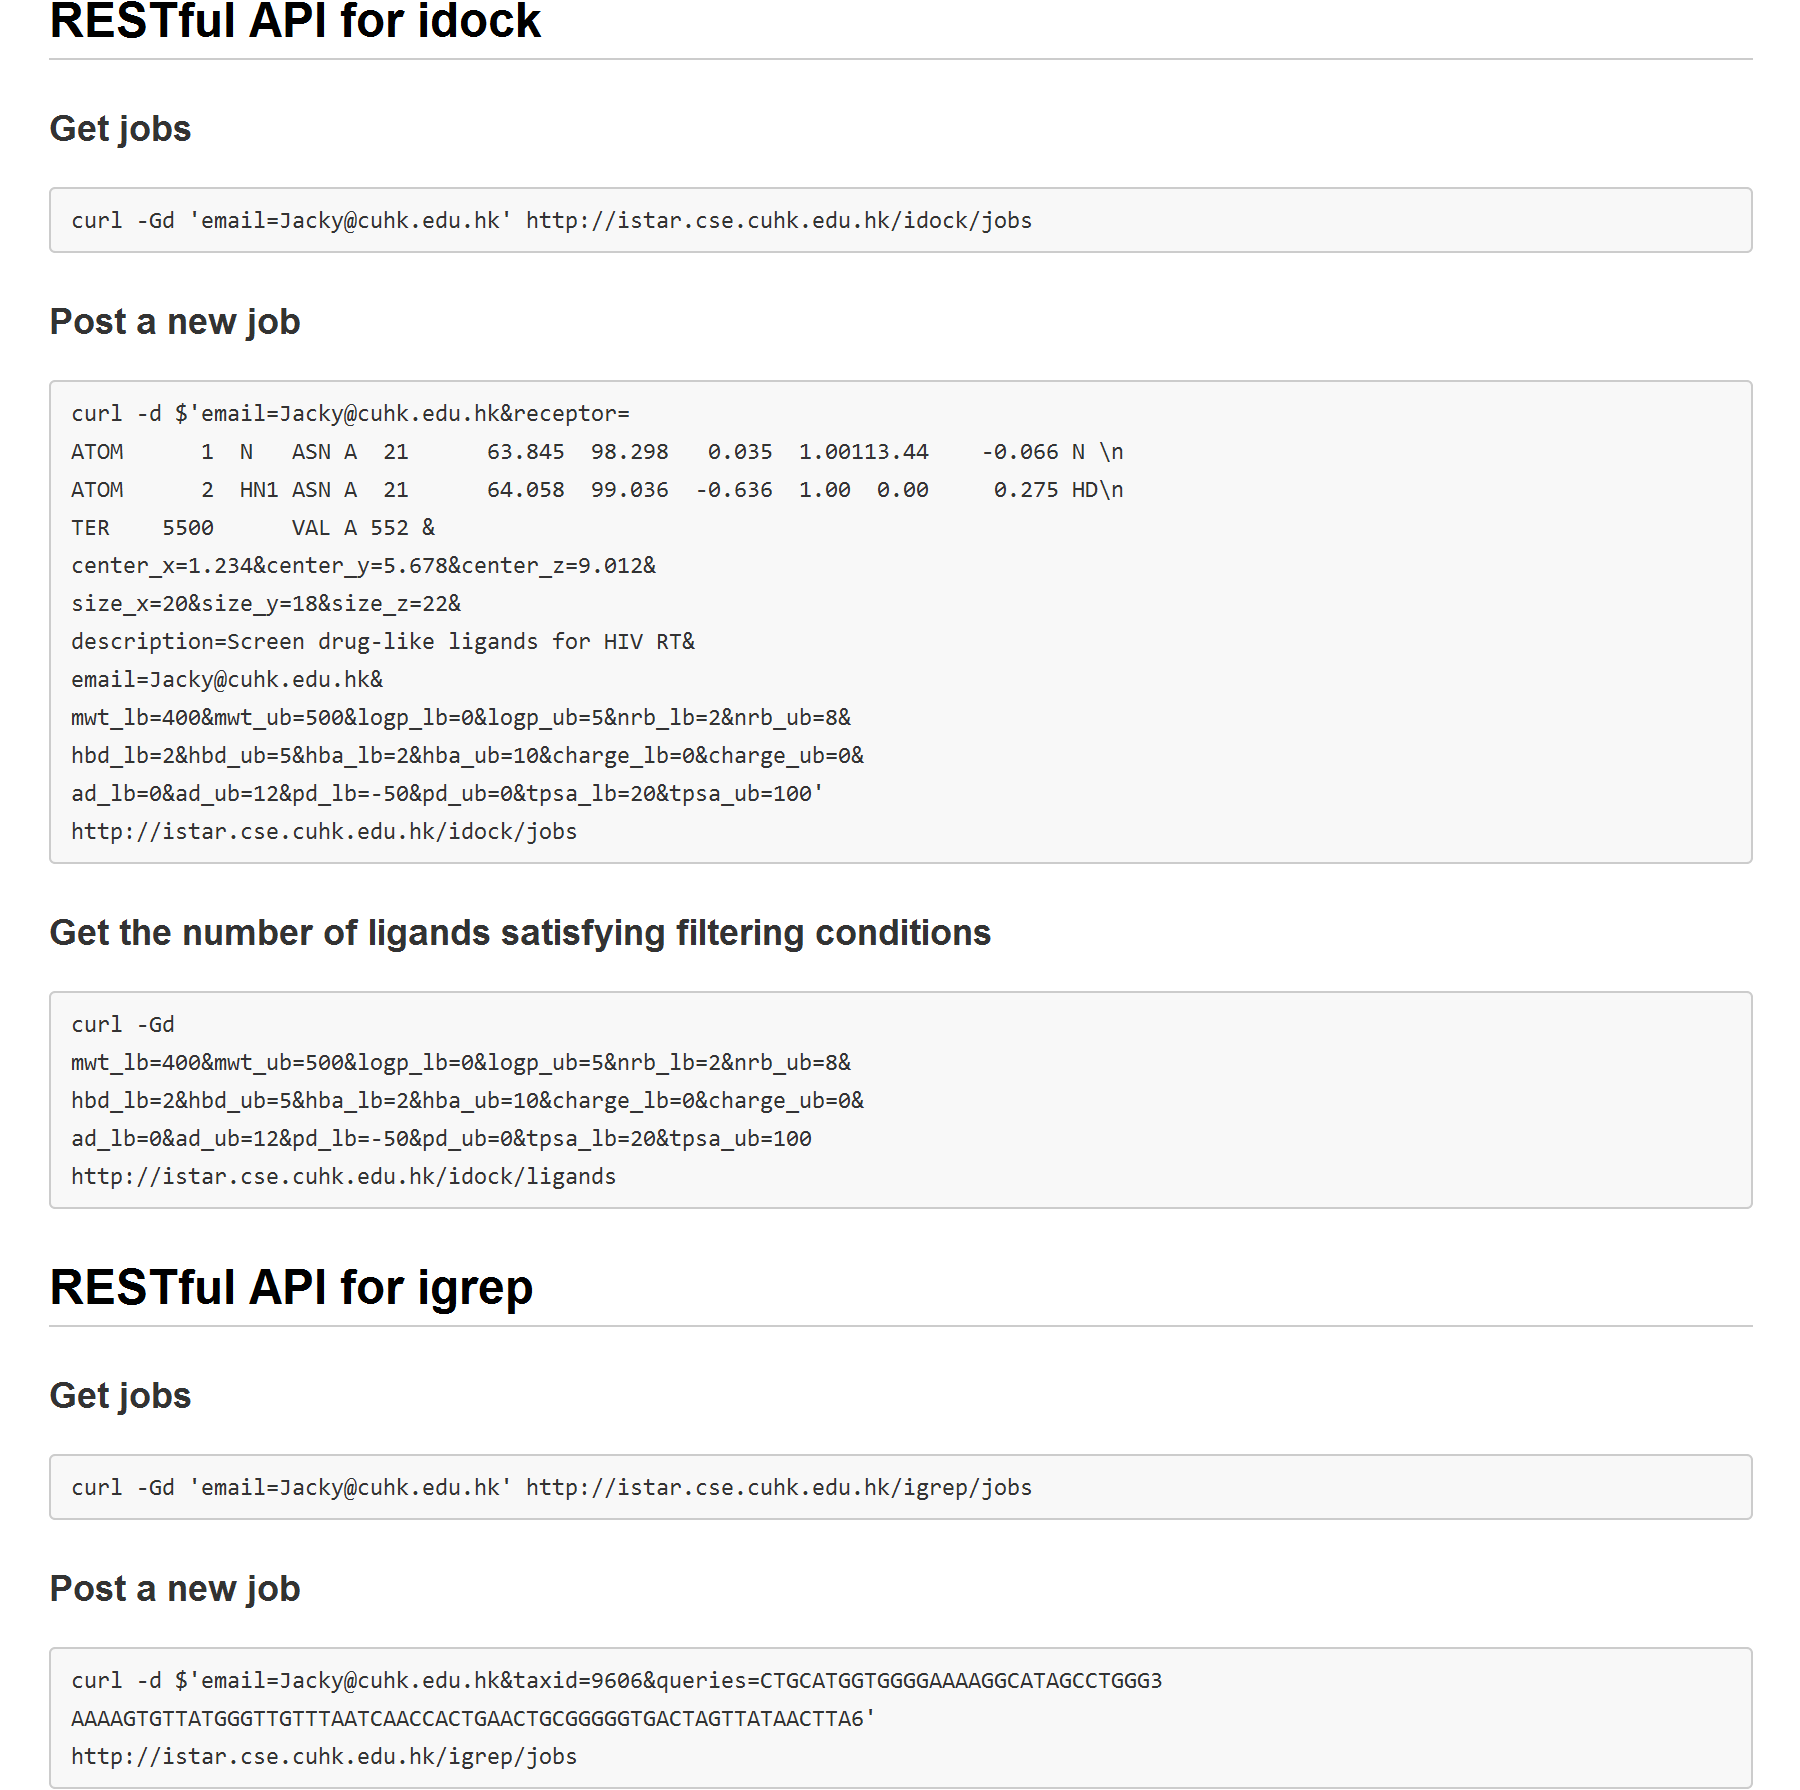 RESTful API for idock
Get jobs
curl -Gd 'email=Jacky@cuhk.edu.hk' http://istar.cse.cuhk.edu.hk/idock/jobs
Post a new job
curl -d $'email=Jacky@cuhk.edu.hk&receptor=
ATOM      1  N   ASN A  21      63.845  98.298   0.035  1.00113.44    -0.066 N \n
ATOM      2  HN1 ASN A  21      64.058  99.036  -0.636  1.00  0.00     0.275 HD\n
TER    5500      VAL A 552 &
center_x=1.234&center_y=5.678&center_z=9.012&
size_x=20&size_y=18&size_z=22&
description=Screen drug-like ligands for HIV RT&
email=Jacky@cuhk.edu.hk&
mwt_lb=400&mwt_ub=500&logp_lb=0&logp_ub=5&nrb_lb=2&nrb_ub=8&
hbd_lb=2&hbd_ub=5&hba_lb=2&hba_ub=10&charge_lb=0&charge_ub=0&
ad_lb=0&ad_ub=12&pd_lb=-50&pd_ub=0&tpsa_lb=20&tpsa_ub=100'
http://istar.cse.cuhk.edu.hk/idock/jobs
Get the number of ligands satisfying filtering conditions
curl -Gd
mwt_lb=400&mwt_ub=500&logp_lb=0&logp_ub=5&nrb_lb=2&nrb_ub=8&
hbd_lb=2&hbd_ub=5&hba_lb=2&hba_ub=10&charge_lb=0&charge_ub=0&
ad_lb=0&ad_ub=12&pd_lb=-50&pd_ub=0&tpsa_lb=20&tpsa_ub=100
http://istar.cse.cuhk.edu.hk/idock/ligands
RESTful API for igrep
Get jobs
curl -Gd 'email=Jacky@cuhk.edu.hk' http://istar.cse.cuhk.edu.hk/igrep/jobs
Post a new job
curl -d $'email=Jacky@cuhk.edu.hk&taxid=9606&queries=CTGCATGGTGGGGAAAAGGCATAGCCTGGG3
AAAAGTGTTATGGGTTGTTTAATCAACCACTGAACTGCGGGGGTGACTAGTTATAACTTA6'
http://istar.cse.cuhk.edu.hk/igrep/jobs